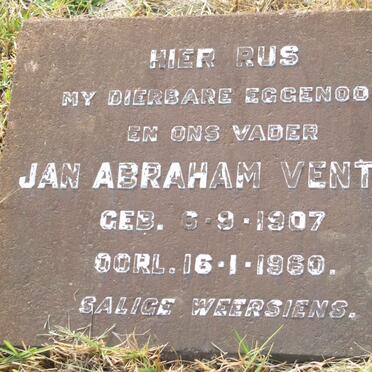 HIER RUS
MY DIERBARE EGGENOO
EN ONS VADER
JAN ABRAHAM VENT
GEB. 6-9-1907
OORL. 16-1-1960.
SALIGE WEERSIENS.